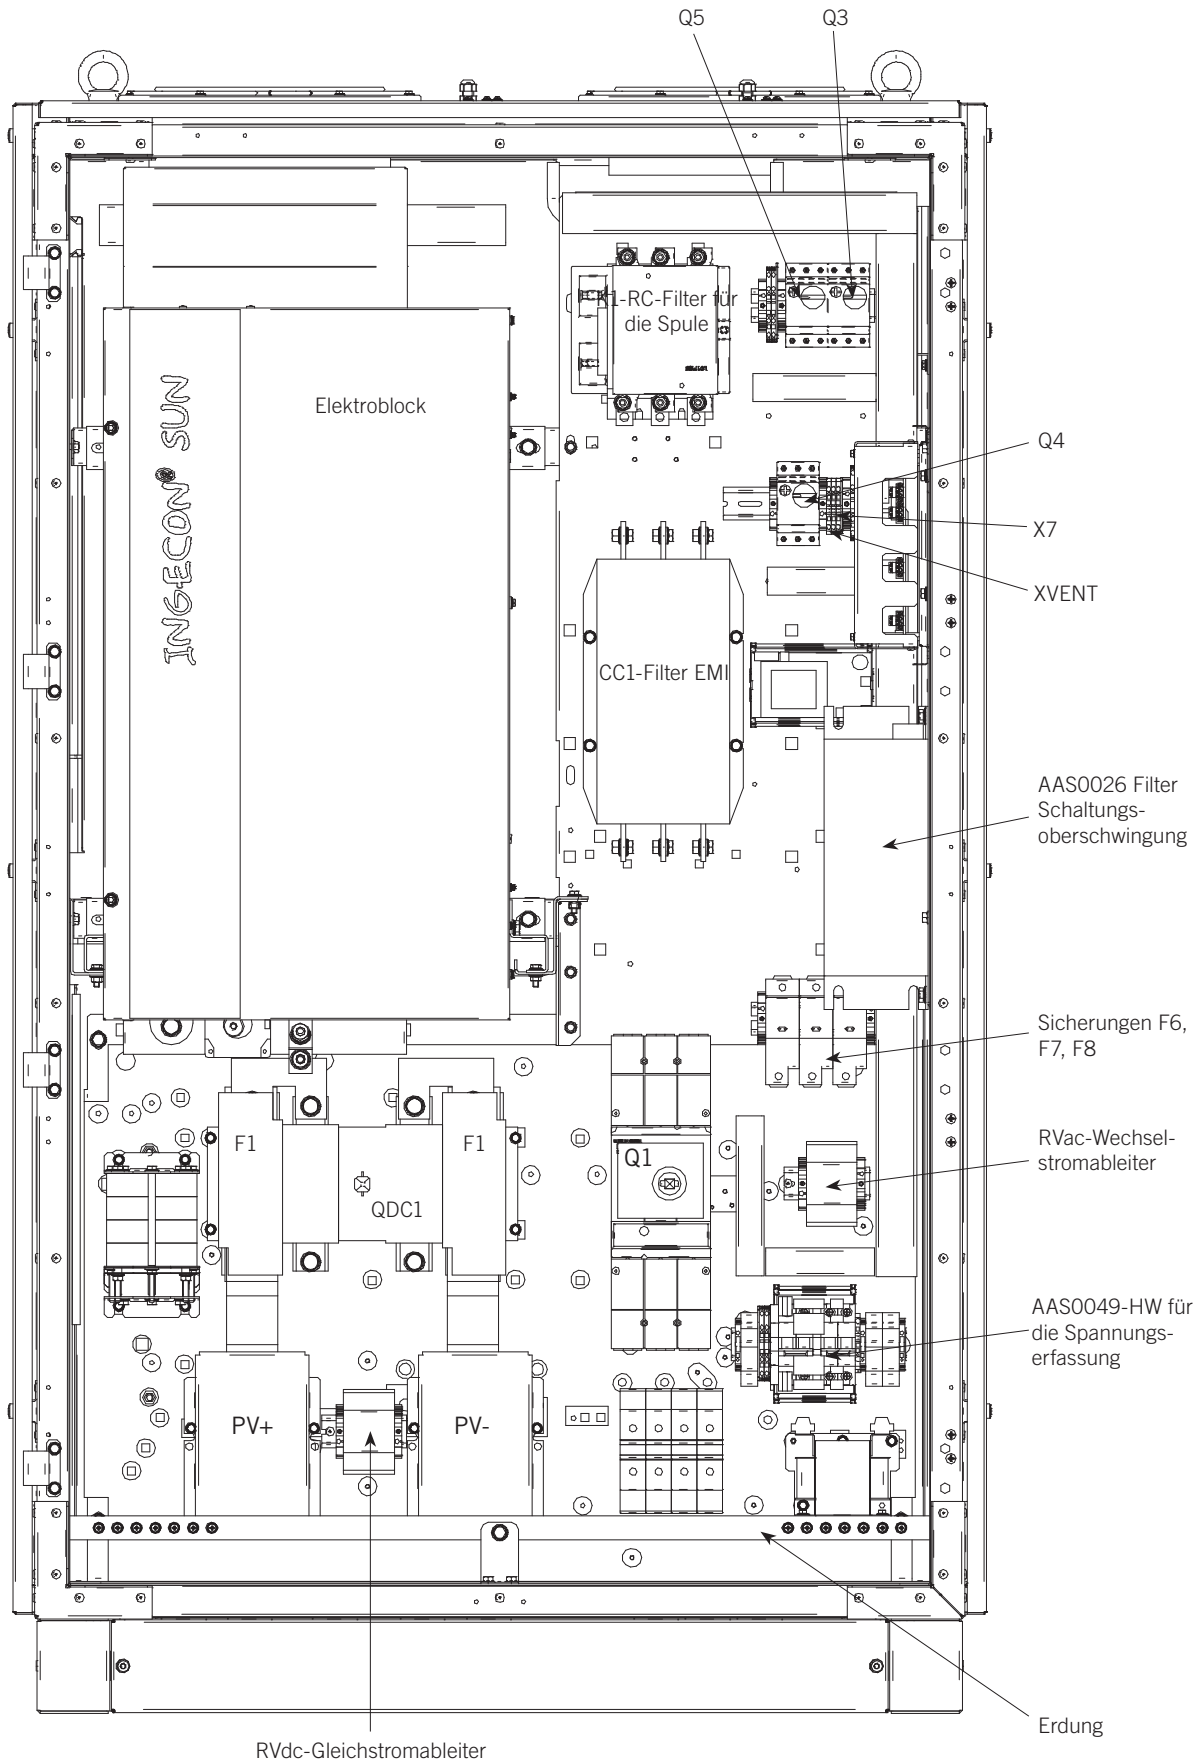 Q5
Q3
1-RC-Filter für
die Spule
Elektroblock
INGECON® SUN
Q4
X7
XVENT
CC1-Filter EMI
AAS0026 Filter
Schaltungs-
oberschwingung
Sicherungen F6,
F7, F8
F1
F1
Q1
RVac-Wechsel-
stromableiter
QDC1
AAS0049-HW für
die Spannungs-
erfassung
PV+
PV-
Erdung
RVdc-Gleichstromableiter